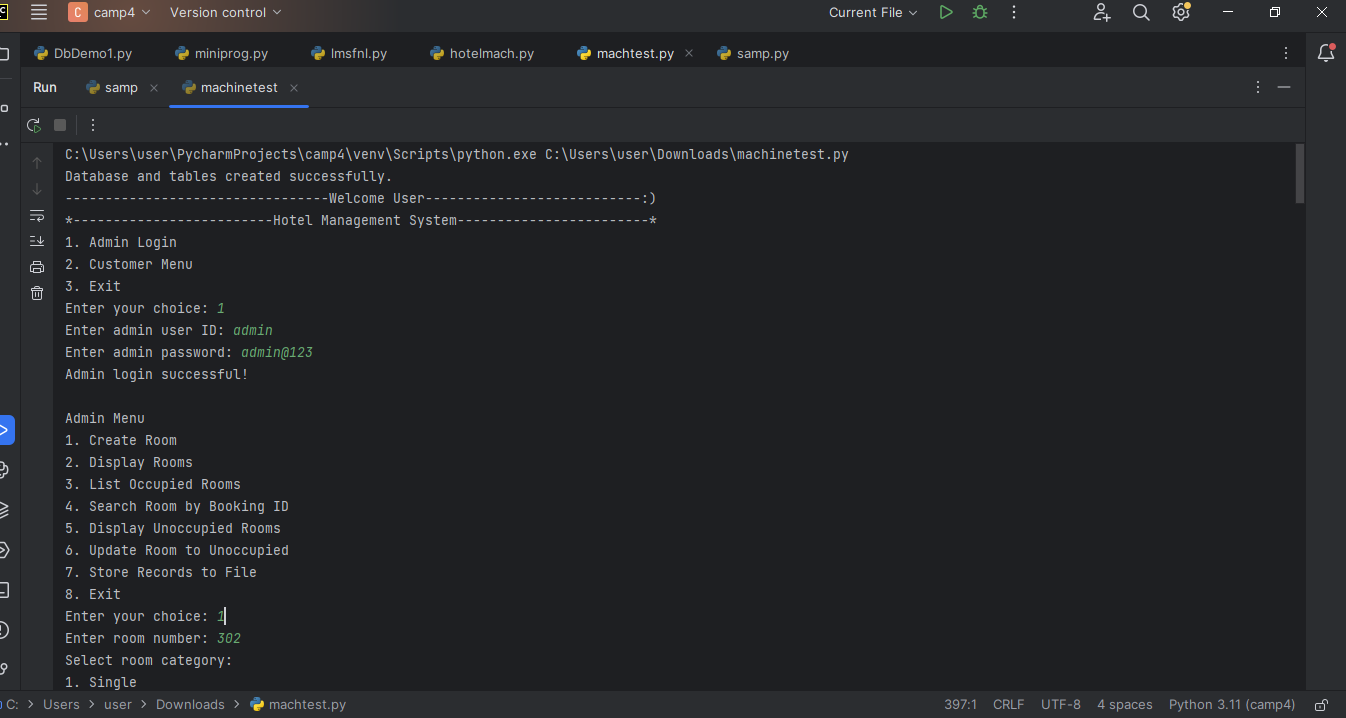 C camp4 Version control Current File
DbDemo1.py miniprog.py lmsfnl.py hotelmach.py machtest.py samp.py
Run samp machinetest
C:\Users\user\PycharmProjects\camp4\venv\Scripts\python.exe C:\Users\user\Downloads\machinetest.py
Database and tables created successfully.
---------------------------------Welcome User---------------------------:)
*-------------------------Hotel Management System------------------------*
1. Admin Login
2. Customer Menu
3. Exit
Enter your choice: 1
Enter admin user ID: admin
Enter admin password: admin@123
Admin login successful!
Admin Menu
1. Create Room
2. Display Rooms
3. List Occupied Rooms
4. Search Room by Booking ID
5. Display Unoccupied Rooms
6. Update Room to Unoccupied
7. Store Records to File
8. Exit
Enter your choice: 1
Enter room number: 302
Select room category:
1. Single
C: > Users > user > Downloads > machtest.py 397:1 CRLF UTF-8 4 spaces Python 3.11 (camp4)